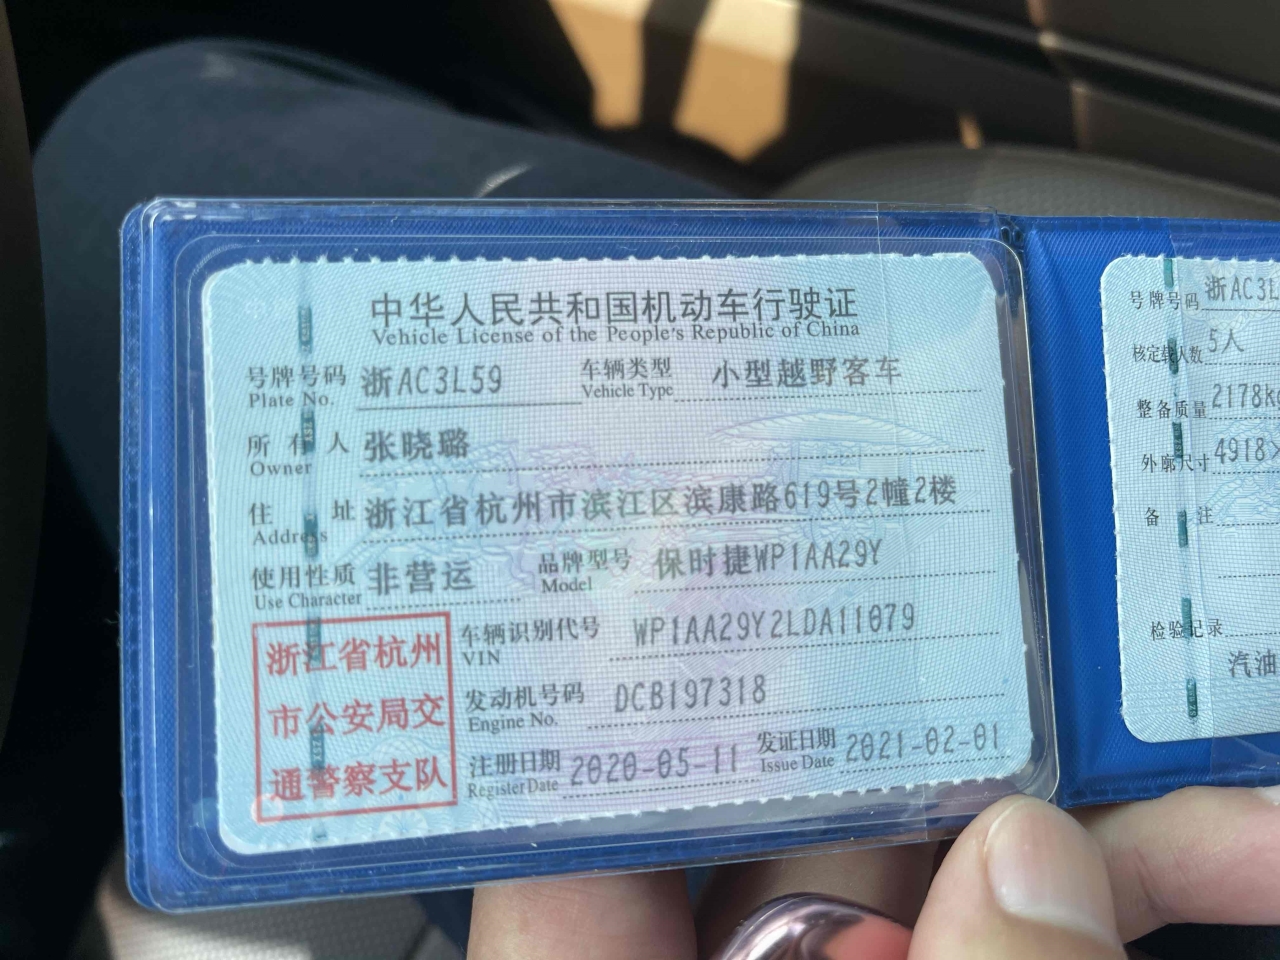 中华人民共和国机动车行驶证
Vehicle License of the People's Republic of China
号牌号码 浙AC3L59 车辆类型 小型越野客车
Plate No. Vehicle Type
所有人 张晓璐
Owner
住址 浙江省杭州市滨江区滨康路619号2幢2楼
Address
使用性质 非营运 品牌型号 保时捷WP1AA29Y
Use Character Model
浙江省杭州
市公安局交
通警察支队
车辆识别代号 WP1AA29Y2LDA11079
VIN
发动机号码 DCB197318
Engine No.
注册日期 2020-05-11 发证日期 2021-02-01
Register Date Issue Date
号牌号码 浙AC3L
核定载人数 5人
整备质量 2178kg
外廓尺寸 4918×
备注
检验记录
汽油